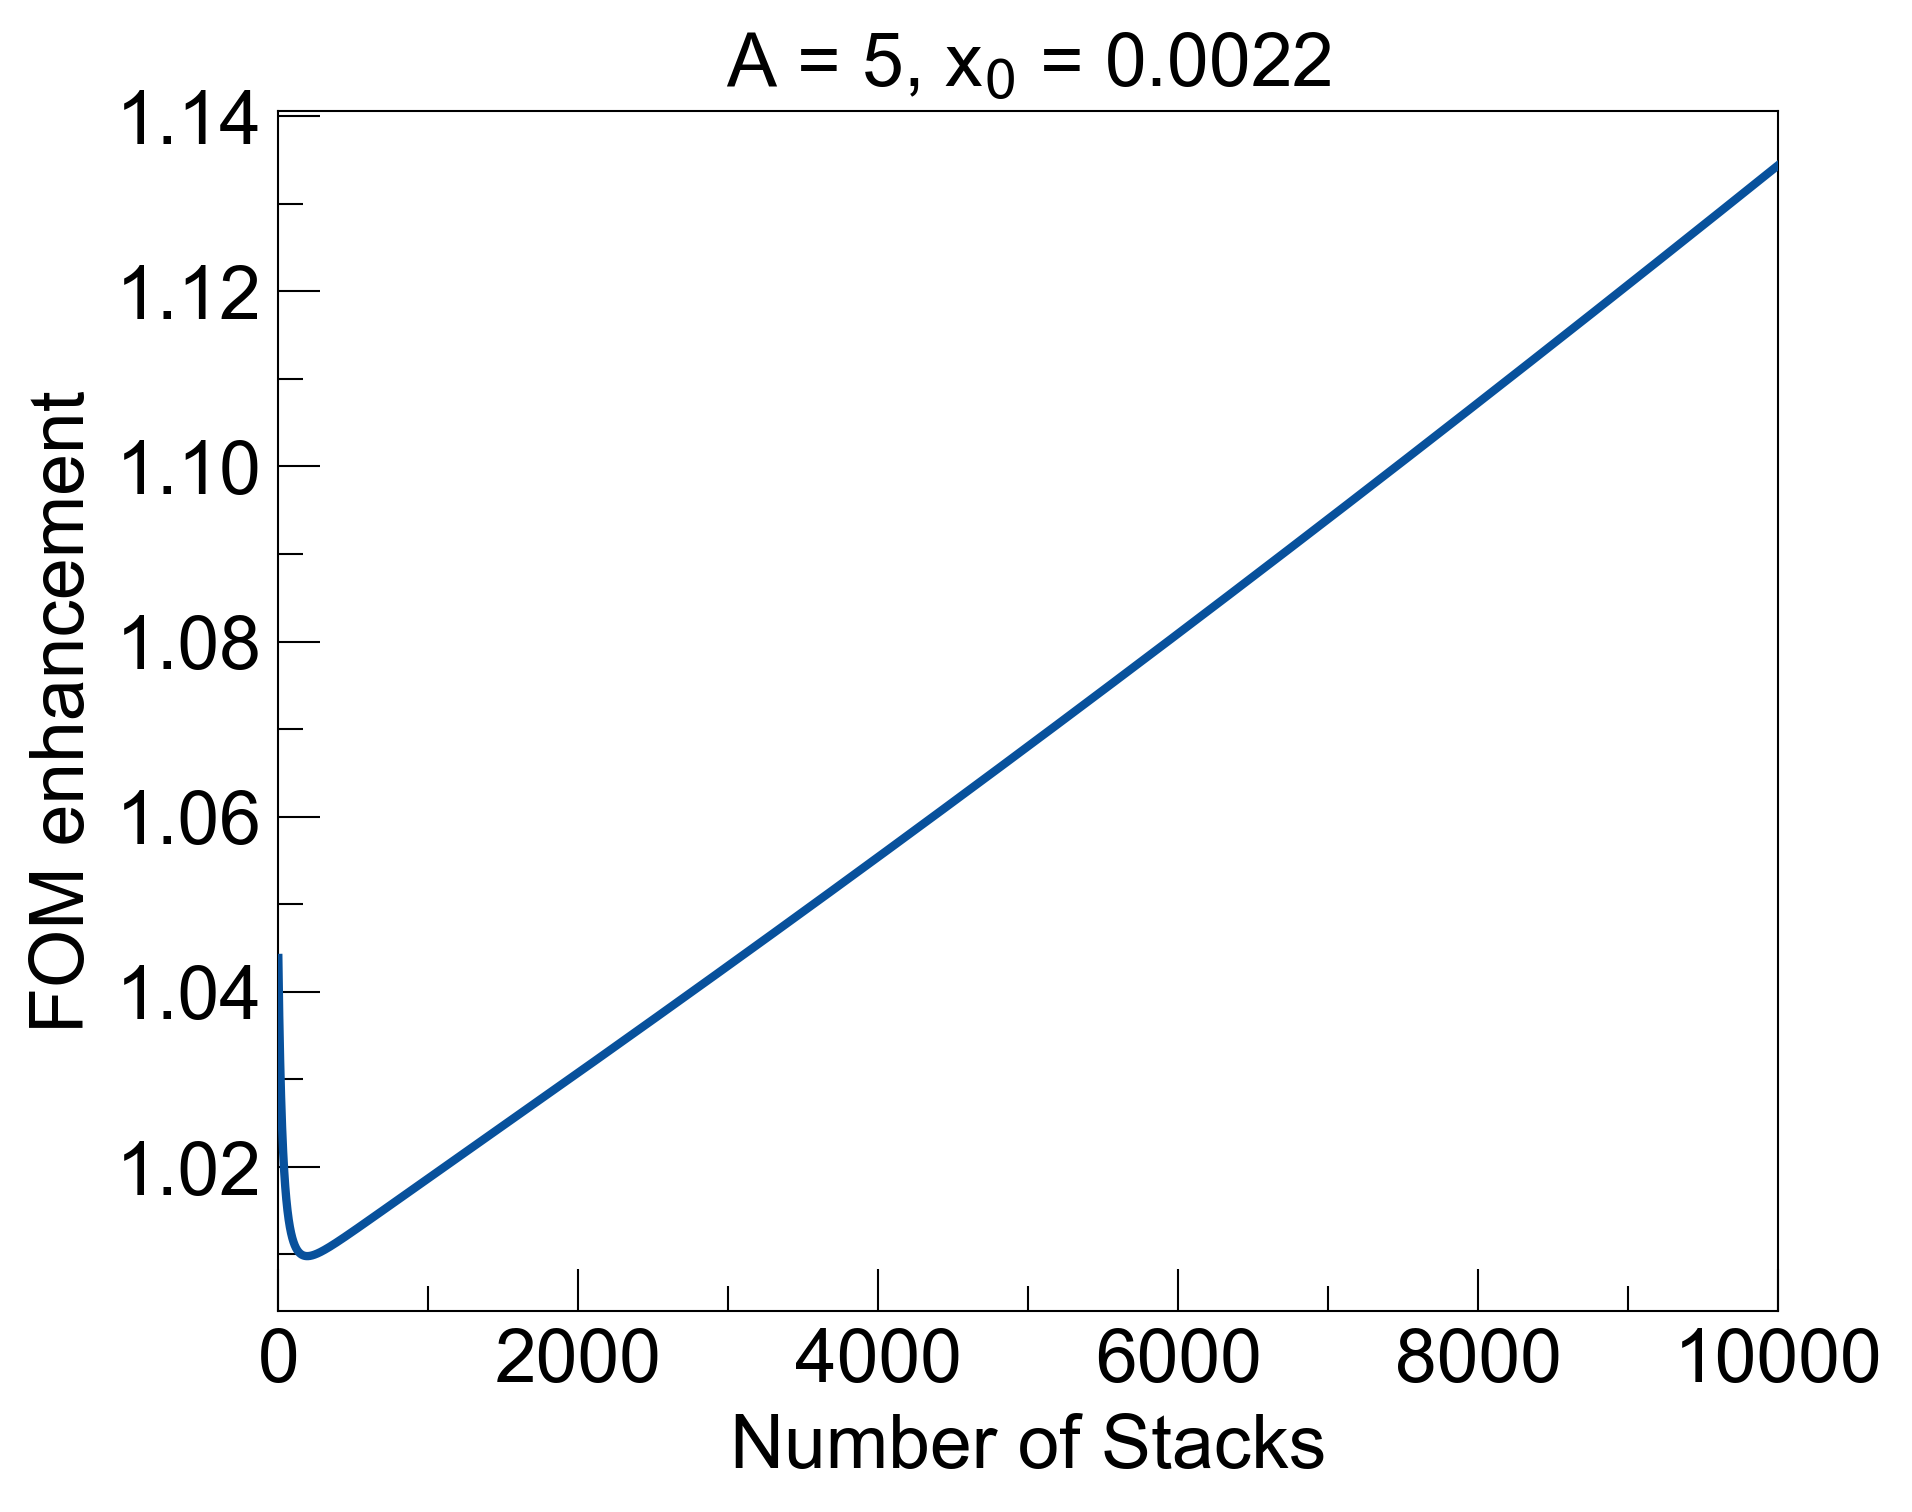 A = 5, x₀ = 0.0022
1.14
1.12
1.10
1.08
1.06
1.04
1.02
FOM enhancement
0 2000 4000 6000 8000 10000
Number of Stacks